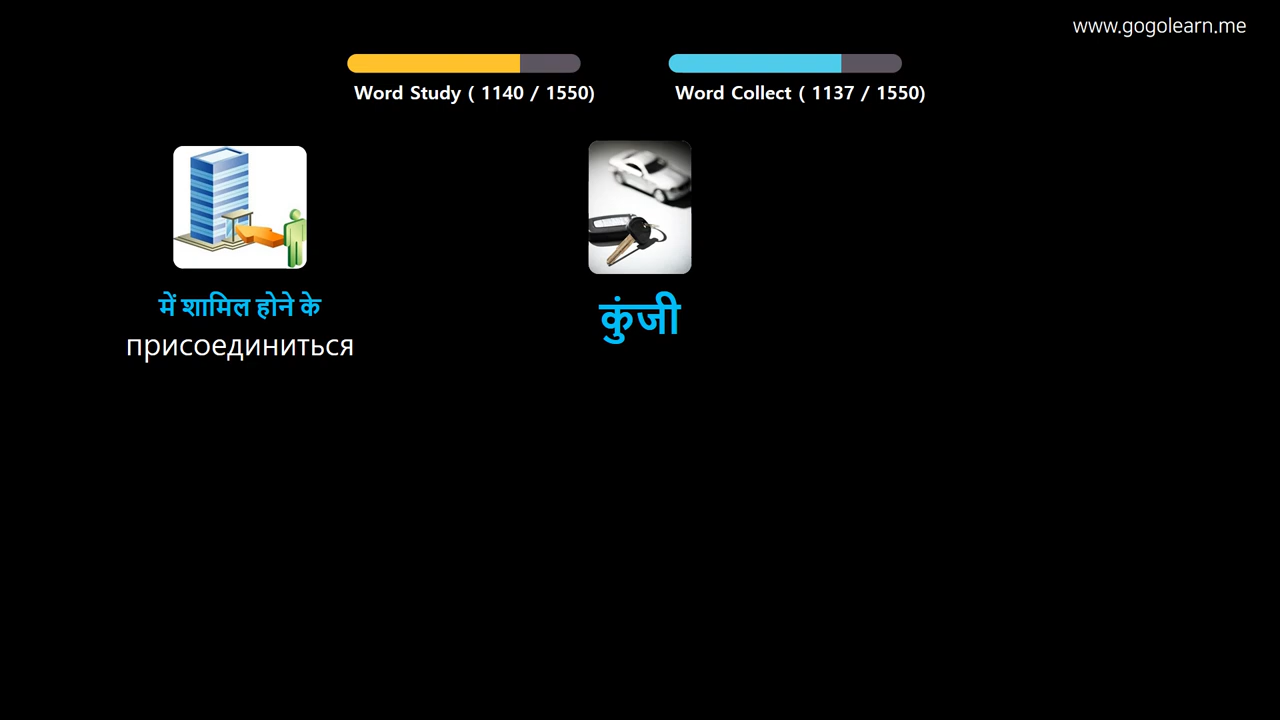 www.gogolearn.me
Word Study ( 1140 / 1550)
Word Collect ( 1137 / 1550)
में शामिल होने के
присоединиться
कुंजी